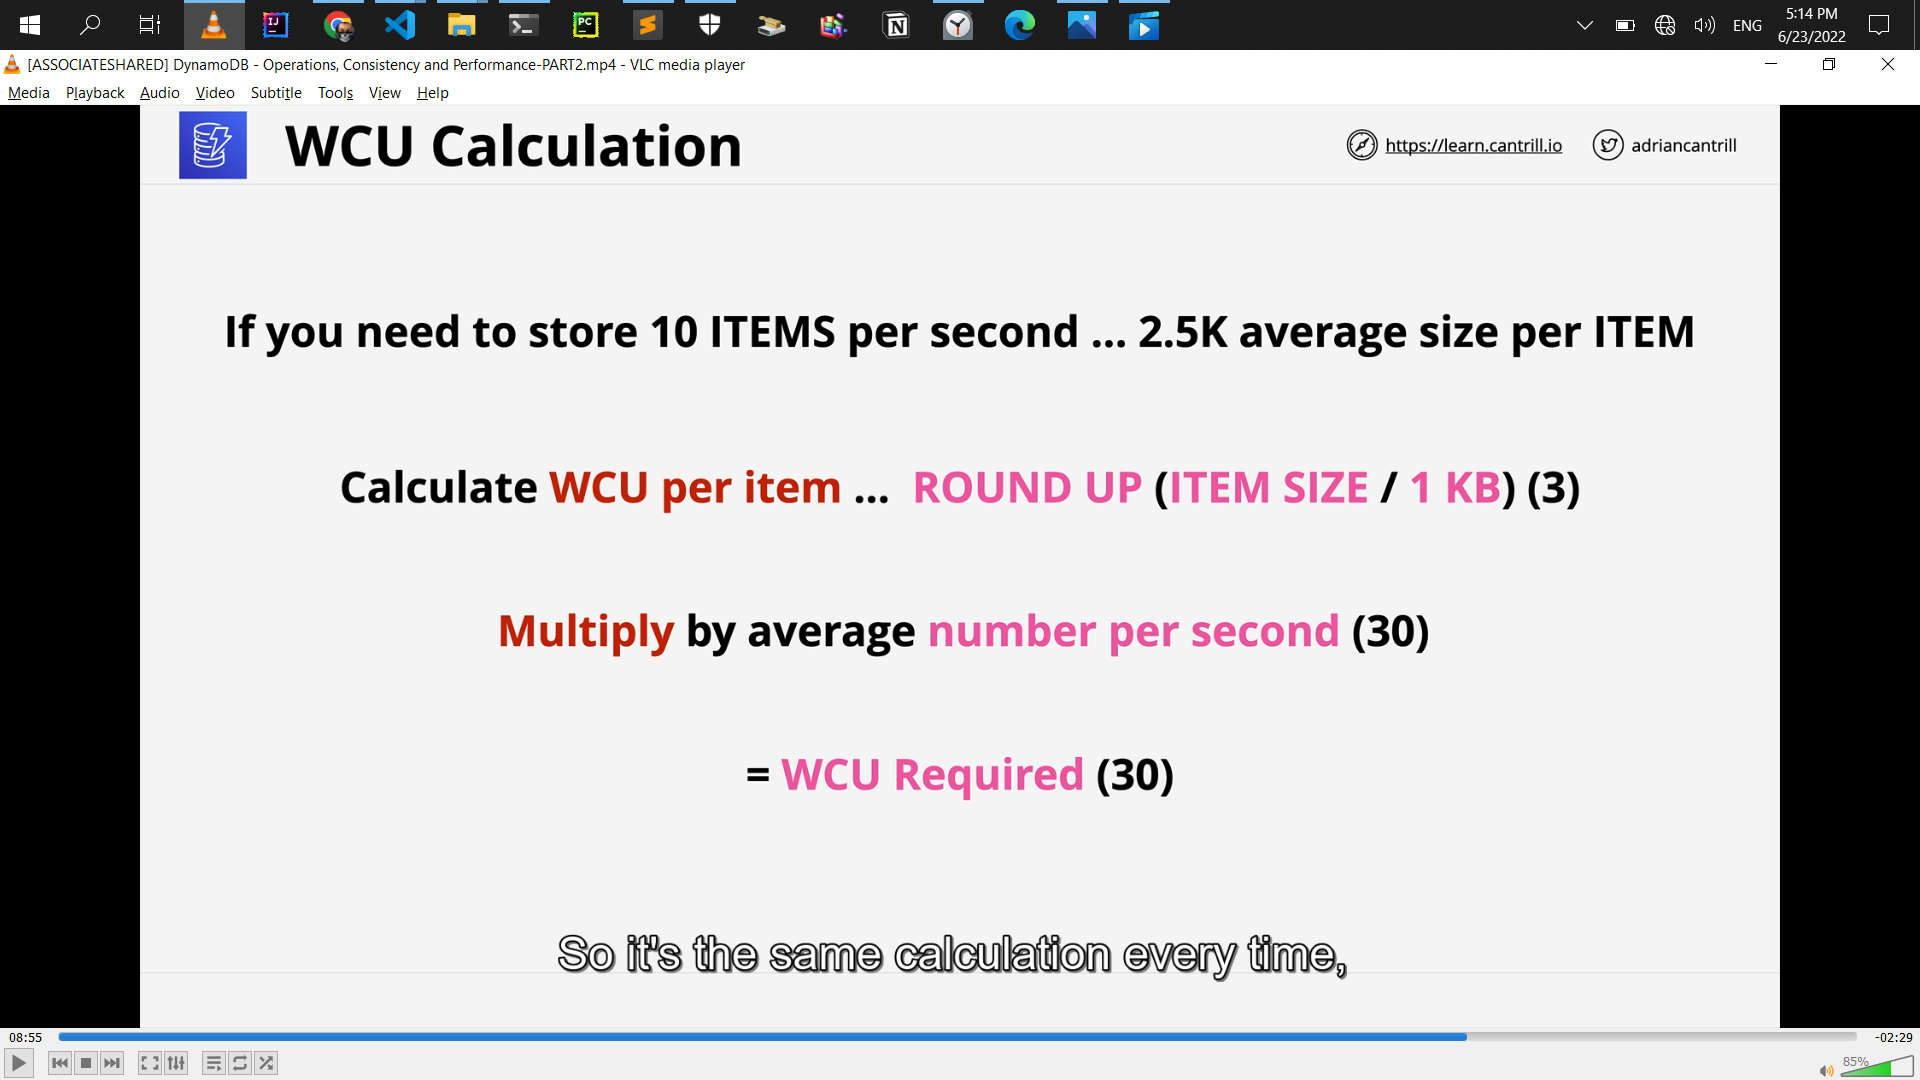 ENG
5:14 PM
6/23/2022
[ASSOCIATESHARED] DynamoDB - Operations, Consistency and Performance-PART2.mp4 - VLC media player
Media Playback Audio Video Subtitle Tools View Help
WCU Calculation
https://learn.cantrill.io
adriancantrill
If you need to store 10 ITEMS per second ... 2.5K average size per ITEM
Calculate WCU per item ... ROUND UP (ITEM SIZE / 1 KB) (3)
Multiply by average number per second (30)
= WCU Required (30)
So it's the same calculation every time,
08:55
-02:29
85%